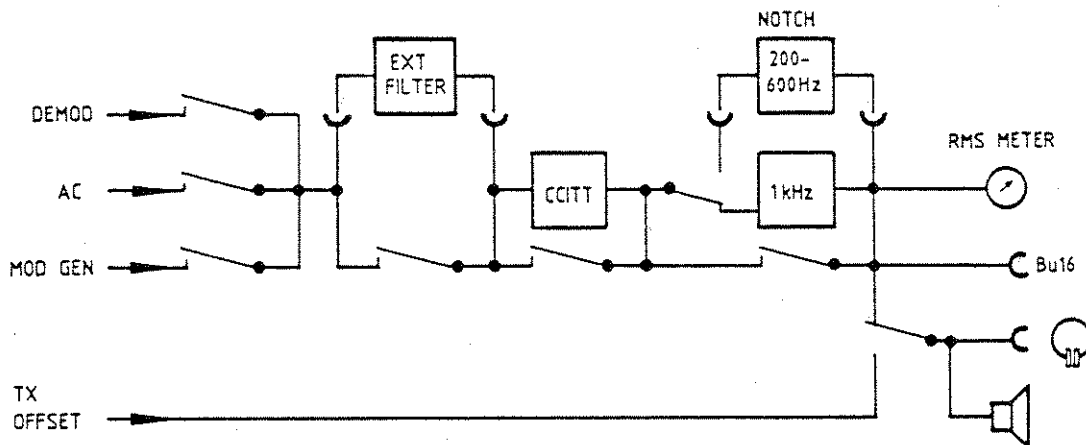 NOTCH
EXT
FILTER
200-
600Hz
DEMOD
RMS METER
AC
CCITT
1kHz
MOD GEN
Bu16
TX
OFFSET